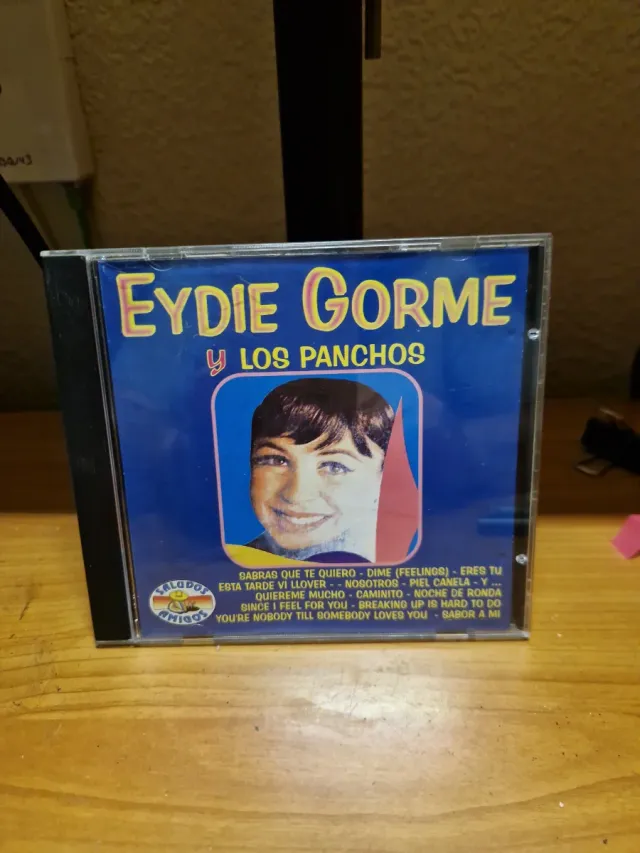 EYDIE GORME
y LOS PANCHOS
SABRAS QUE TE QUIERO - DIME (FEELINGS) - ERES TU
ESTA TARDE VI LLOVER - - NOSOTROS - PIEL CANELA - Y ...
QUIEREME MUCHO - CAMINITO - NOCHE DE RONDA
SINCE I FEEL FOR YOU - BREAKING UP IS HARD TO DO
YOU'RE NOBODY TILL SOMEBODY LOVES YOU - SABOR A MI
SALUDOS
AMIGOS